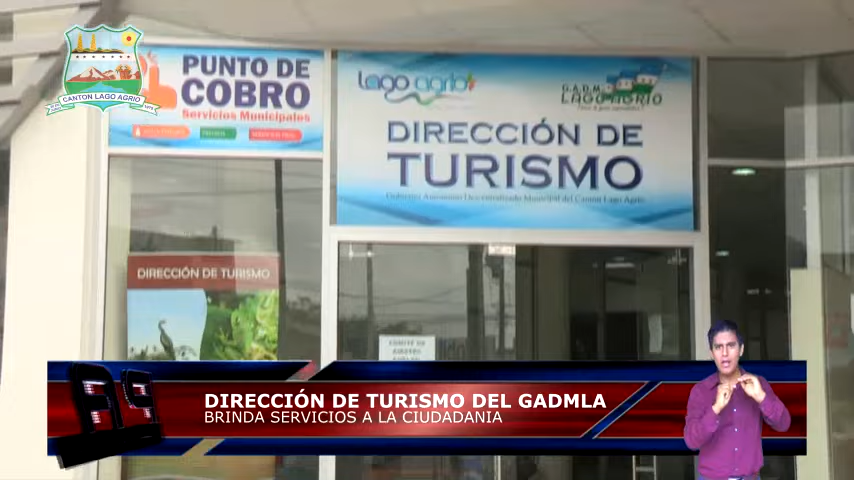 CANTON LAGO AGRIO
PUNTO DE
COBRO
Servicios Municipales
Lago agrio
G.A.D.M.
LAGO AGRIO
DIRECCIÓN DE
TURISMO
Gobierno Autónomo Descentralizado Municipal del Cantón Lago Agrio
DIRECCIÓN DE TURISMO
DIRECCIÓN DE TURISMO DEL GADMLA
BRINDA SERVICIOS A LA CIUDADANIA